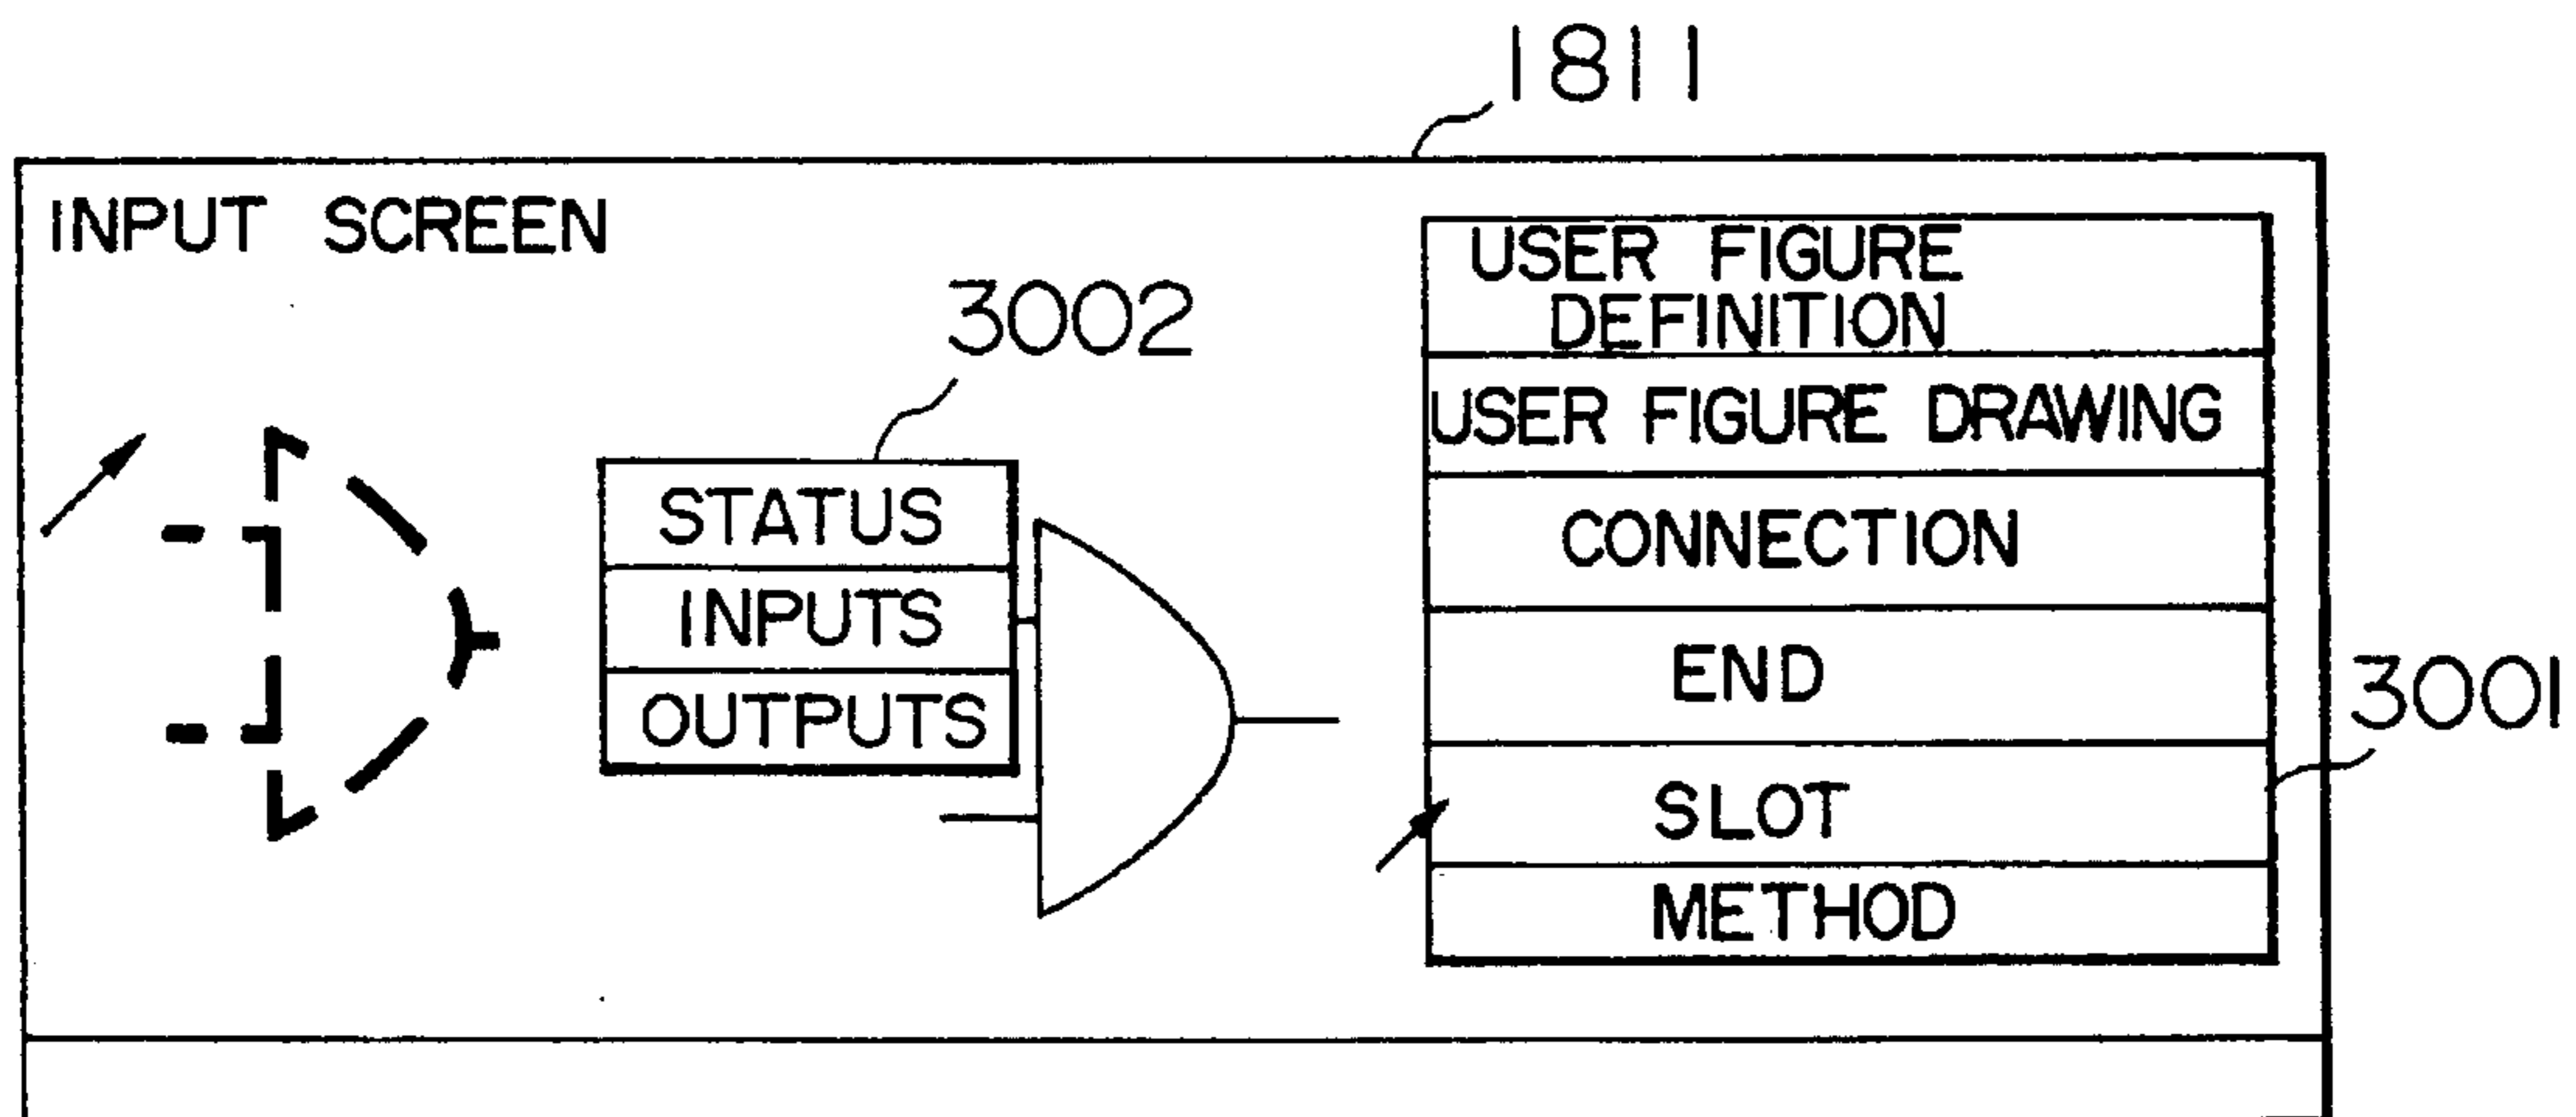 1811
INPUT SCREEN
3002
STATUS
INPUTS
OUTPUTS
USER FIGURE
DEFINITION
USER FIGURE DRAWING
CONNECTION
END
SLOT
METHOD
3001